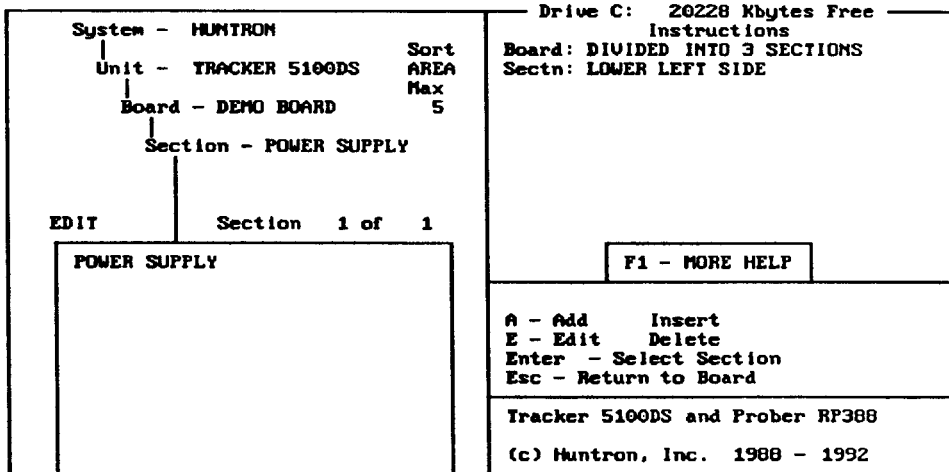 System - HUNTRON
Sort
Unit - TRACKER 5100DS AREA
Max
Board - DEMO BOARD 5
Section - POWER SUPPLY
EDIT Section 1 of 1
POWER SUPPLY
Drive C: 20228 Kbytes Free
Instructions
Board: DIVIDED INTO 3 SECTIONS
Sectn: LOWER LEFT SIDE
F1 - MORE HELP
A - Add Insert
E - Edit Delete
Enter - Select Section
Esc - Return to Board
Tracker 5100DS and Prober RP388
(c) Huntron, Inc. 1988 - 1992